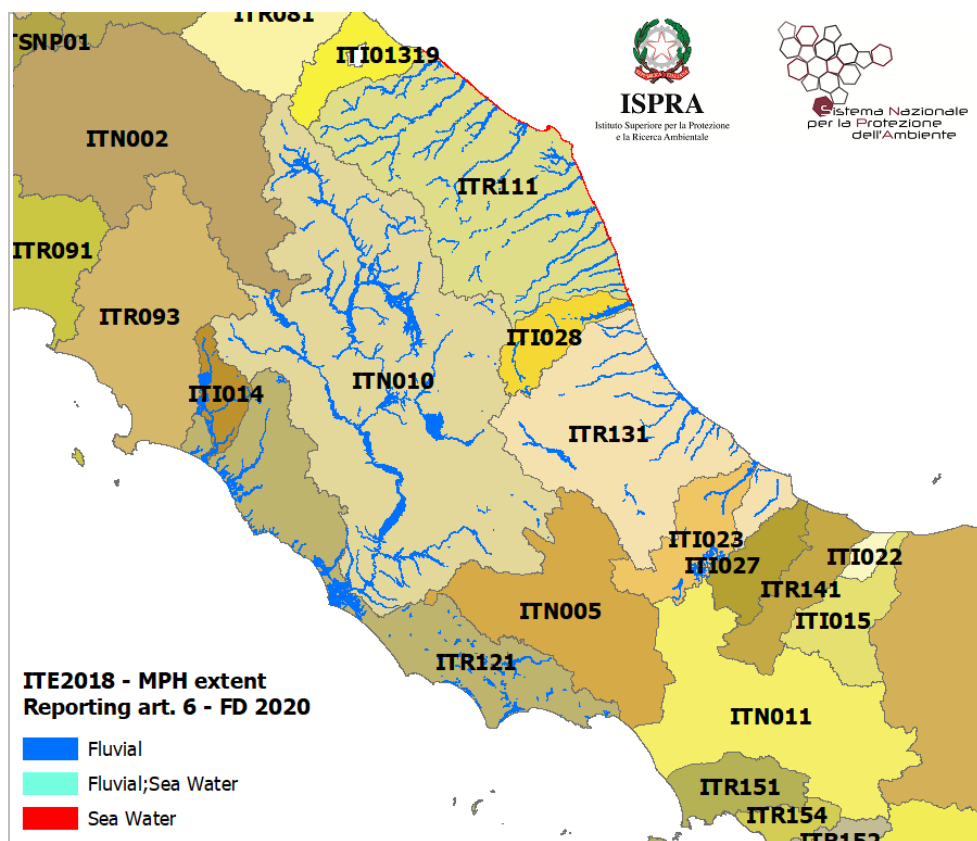 ITR081
TSNP01
ITI01319
ISPRA
Istituto Superiore per la Protezione
e la Ricerca Ambientale
Sistema Nazionale
per la Protezione
dell'Ambiente
ITN002
ITR111
ITR091
ITR093
ITI028
ITN010
ITI014
ITR131
ITI023
ITI027
ITI022
ITR141
ITN005
ITI015
ITR121
ITN011
ITE2018 - MPH extent
Reporting art. 6 - FD 2020
Fluvial
Fluvial;Sea Water
Sea Water
ITR151
ITR154
ITR152